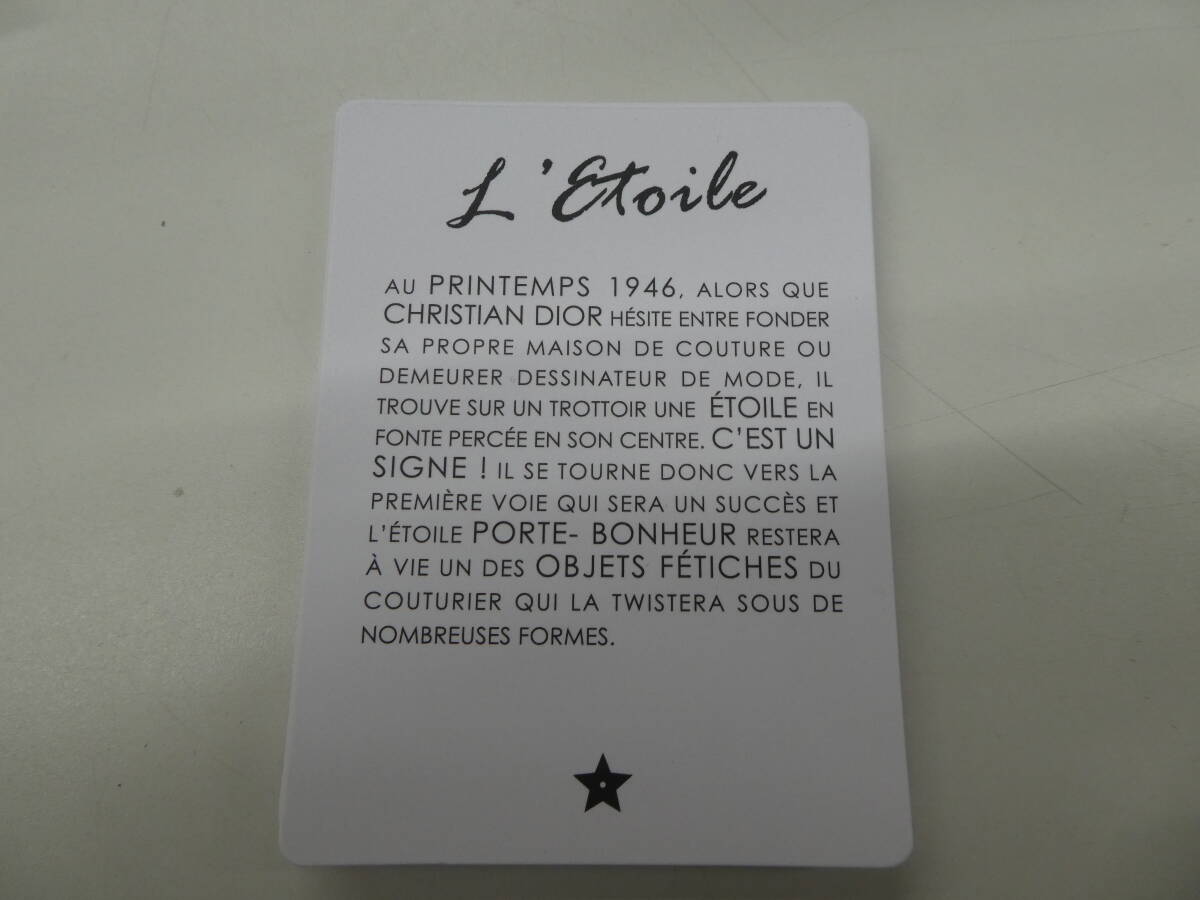 L'Etoile
AU PRINTEMPS 1946, ALORS QUE
CHRISTIAN DIOR HÉSITE ENTRE FONDER
SA PROPRE MAISON DE COUTURE OU
DEMEURER DESSINATEUR DE MODE, IL
TROUVE SUR UN TROTTOIR UNE ÉTOILE EN
FONTE PERCÉE EN SON CENTRE. C'EST UN
SIGNE ! IL SE TOURNE DONC VERS LA
PREMIÈRE VOIE QUI SERA UN SUCCÈS ET
L'ÉTOILE PORTE- BONHEUR RESTERA
À VIE UN DES OBJETS FÉTICHES DU
COUTURIER QUI LA TWISTERA SOUS DE
NOMBREUSES FORMES.